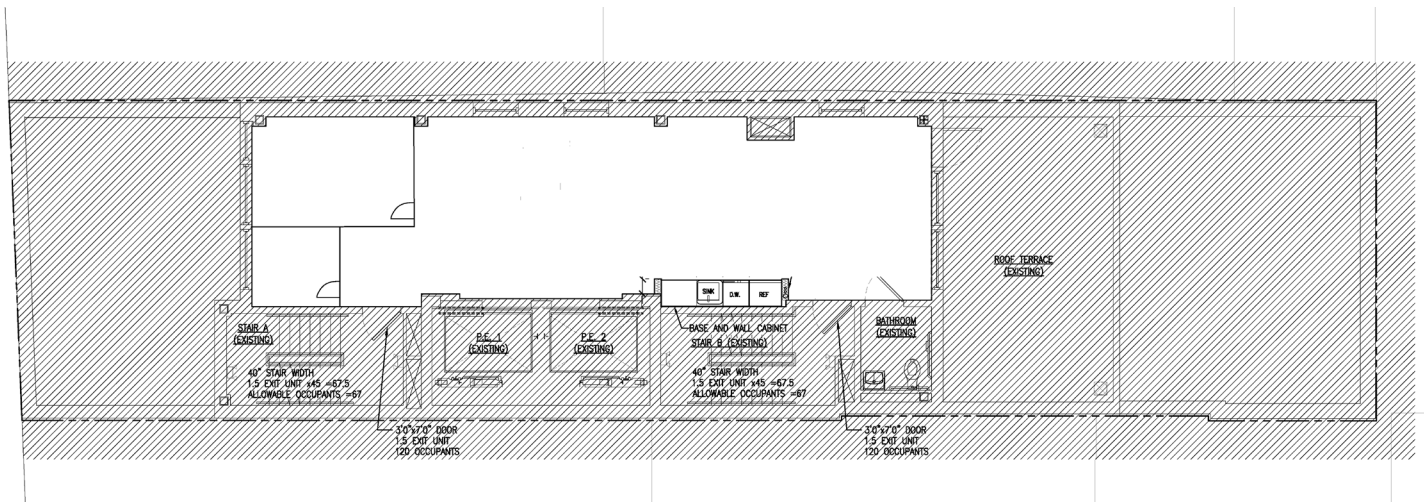 ROOF TERRACE
(EXISTING)
SINK
D.W.
REF
BASE AND WALL CABINET
STAIR A
(EXISTING)
P.E. 1
(EXISTING)
P.E. 2
(EXISTING)
STAIR B (EXISTING)
BATHROOM
(EXISTING)
40" STAIR WIDTH
1.5 EXIT UNIT x45 =67.5
ALLOWABLE OCCUPANTS =67
40" STAIR WIDTH
1.5 EXIT UNIT x45 =67.5
ALLOWABLE OCCUPANTS =67
3'0"x7'0" DOOR
1.5 EXIT UNIT
120 OCCUPANTS
3'0"x7'0" DOOR
1.5 EXIT UNIT
120 OCCUPANTS